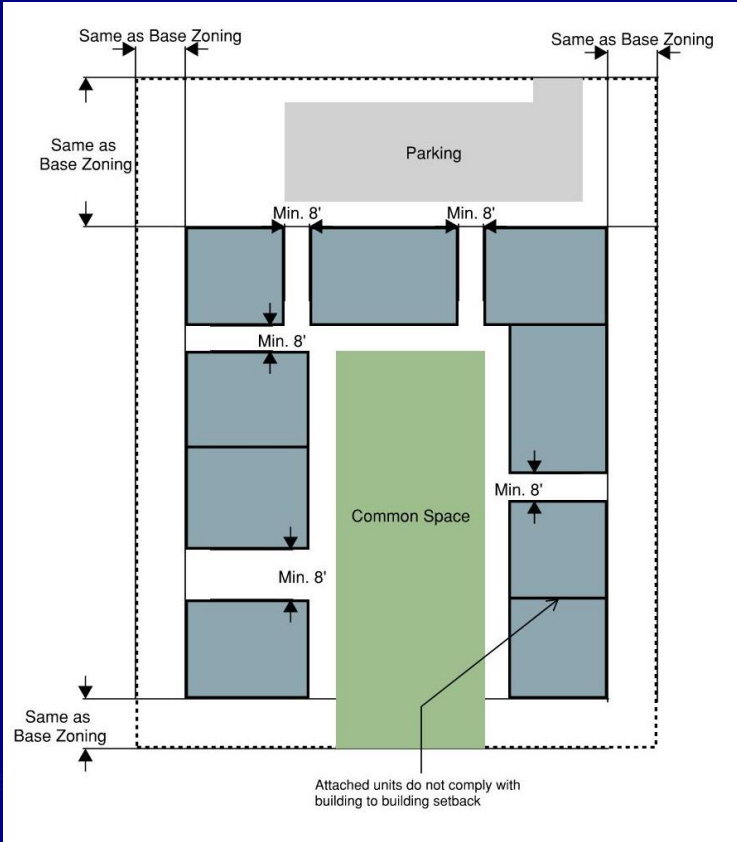 Same as Base Zoning
Same as Base Zoning
Same as
Base Zoning
Parking
Min. 8'
Min. 8'
Min. 8'
Min. 8'
Common Space
Min. 8'
Same as
Base Zoning
Attached units do not comply with
building to building setback